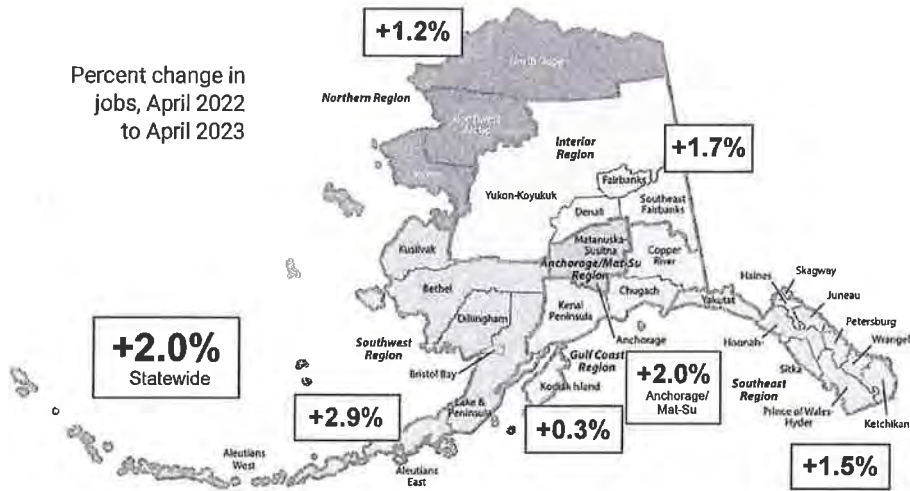 +1.2%
Percent change in
jobs, April 2022
to April 2023
North Slope
Northern Region
Northwest
Arctic
Nome
Interior
Region
+1.7%
Fairbanks
Yukon-Koyukuk
Denali
Southeast
Fairbanks
Kusilvak
Matanuska-
Susitna
Copper
River
Anchorage/Mat-Su
Region
Bethel
Chugach
Yakutat
Haines
Skagway
Juneau
Petersburg
Wrangel
Dillingham
Kenai
Peninsula
Anchorage
Hoonah
Southwest
Region
Bristol Bay
Gulf Coast
Region
Sitka
Southeast
Region
+2.0%
Statewide
Kodiak Island
+2.0%
Anchorage/
Mat-Su
Prince of Wales-
Hyder
Ketchikan
Lake &
Peninsula
+2.9%
+0.3%
+1.5%
Aleutians
West
Aleutians
East